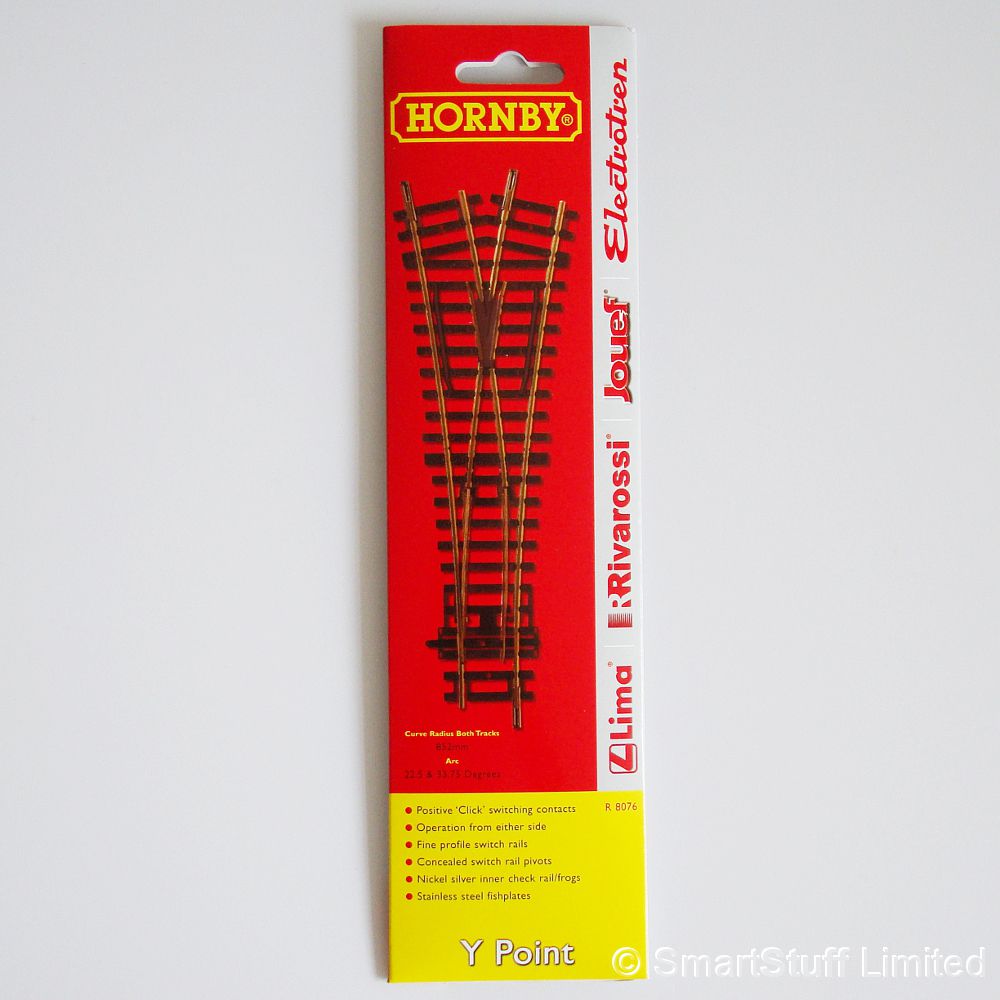 HORNBY®
Electrotren
Jouef®
Rivarossi®
Lima®
Curve Radius Both Tracks
852mm
Arc
22.5 & 33.75 Degrees
R 8076
● Positive ‘Click’ switching contacts
● Operation from either side
● Fine profile switch rails
● Concealed switch rail pivots
● Nickel silver inner check rail/frogs
● Stainless steel fishplates
Y Point
© SmartStuff Limited